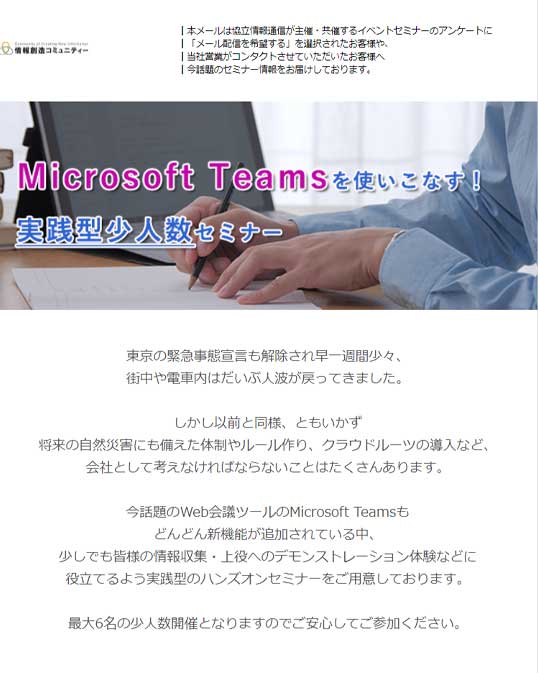 | 本メールは協立情報通信が主催・共催するイベントセミナーのアンケートに
| 「メール配信を希望する」を選択されたお客様や、
| 当社営業がコンタクトさせていただいたお客様へ
| 今話題のセミナー情報をお届けしております。
情報創造コミュニティー
Microsoft Teamsを使いこなす！
実践型少人数セミナー
東京の緊急事態宣言も解除され早一週間少々、
街中や電車内はだいぶ人波が戻ってきました。
しかし以前と同様、ともいかず
将来の自然災害にも備えた体制やルール作り、クラウドルーツの導入など、
会社として考えなければならないことはたくさんあります。
今話題のWeb会議ツールのMicrosoft Teamsも
どんどん新機能が追加されている中、
少しでも皆様の情報収集・上役へのデモンストレーション体験などに
役立てるよう実践型のハンズオンセミナーをご用意しております。
最大6名の少人数開催となりますのでご安心してご参加ください。